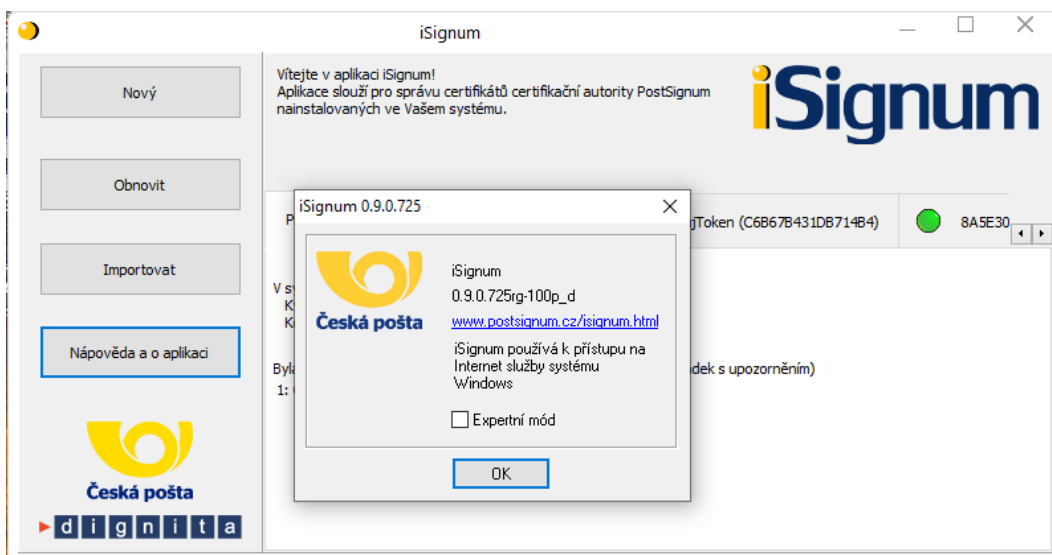 iSignum
Nový
Obnovit
Importovat
Nápověda a o aplikaci
Česká pošta
dignita
Vítejte v aplikaci iSignum!
Aplikace slouží pro správu certifikátů certifikační autority PostSignum
nainstalovaných ve Vašem systému.
iSignum
(C6B67B431DB714B4)
8A5E30
V
dek s upozorněním)
1:
iSignum 0.9.0.725
Česká pošta
iSignum
0.9.0.725rg-100p_d
www.postsignum.cz/isignum.html
iSignum používá k přístupu na
Internet služby systému
Windows
Expertní mód
OK